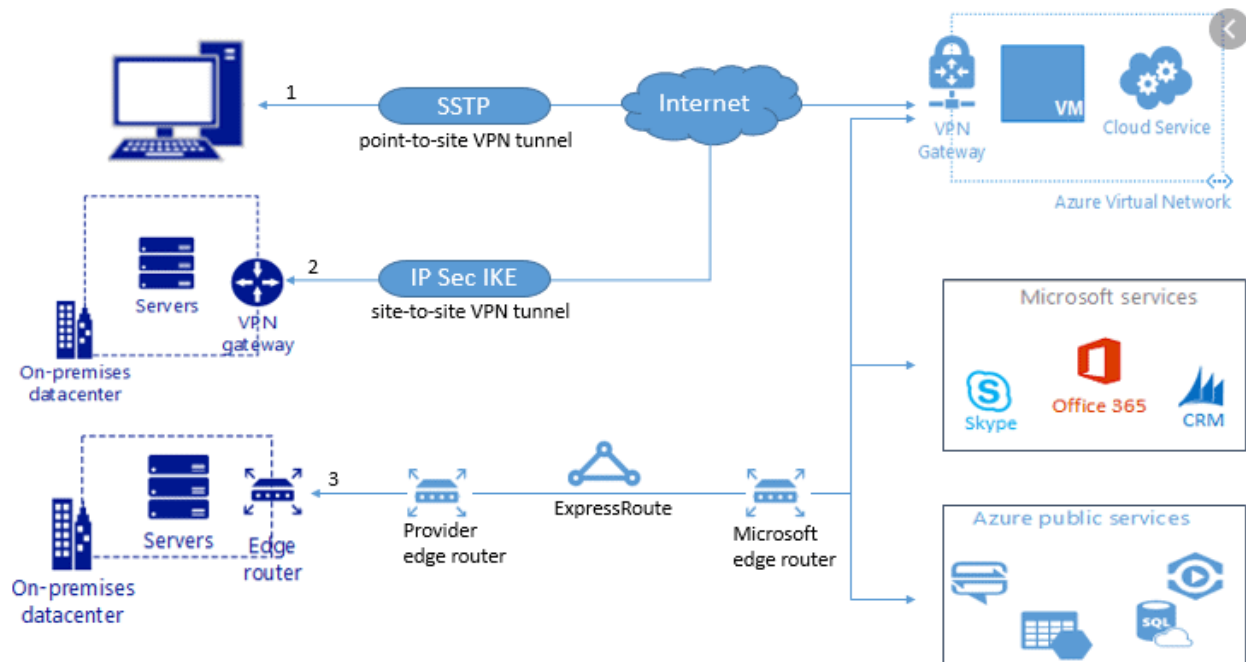 1
SSTP
point-to-site VPN tunnel
Internet
VPN
Gateway
VM
Cloud Service
Azure Virtual Network
Servers
VPN
gateway
On-premises
datacenter
2
IP Sec IKE
site-to-site VPN tunnel
Microsoft services
Skype
Office 365
CRM
Servers
Edge
router
On-premises
datacenter
3
Provider
edge router
ExpressRoute
Microsoft
edge router
Azure public services
SQL